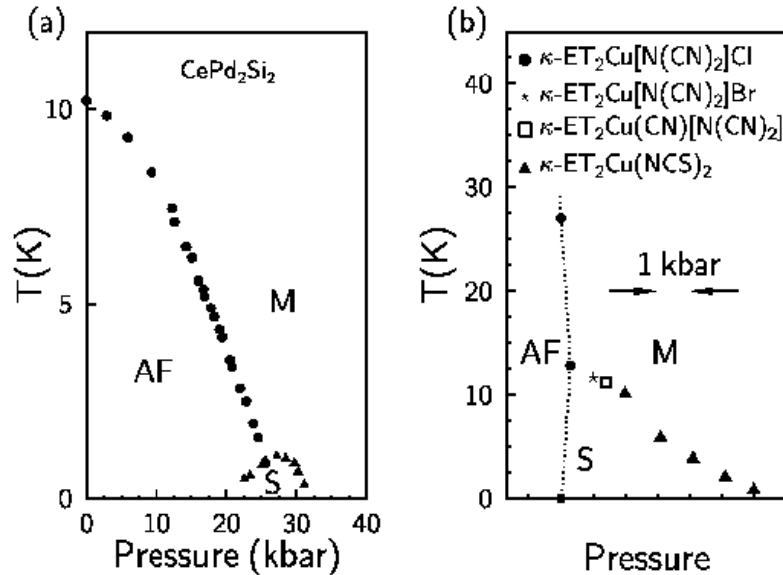 (a)
CePd₂Si₂
10
5
0
T(K)
M
AF
S
0 10 20 30 40
Pressure (kbar)
(b)
κ-ET₂Cu[N(CN)₂]Cl
κ-ET₂Cu[N(CN)₂]Br
κ-ET₂Cu(CN)[N(CN)₂]
κ-ET₂Cu(NCS)₂
40
30
20
10
0
T(K)
1 kbar
AF M
S
Pressure